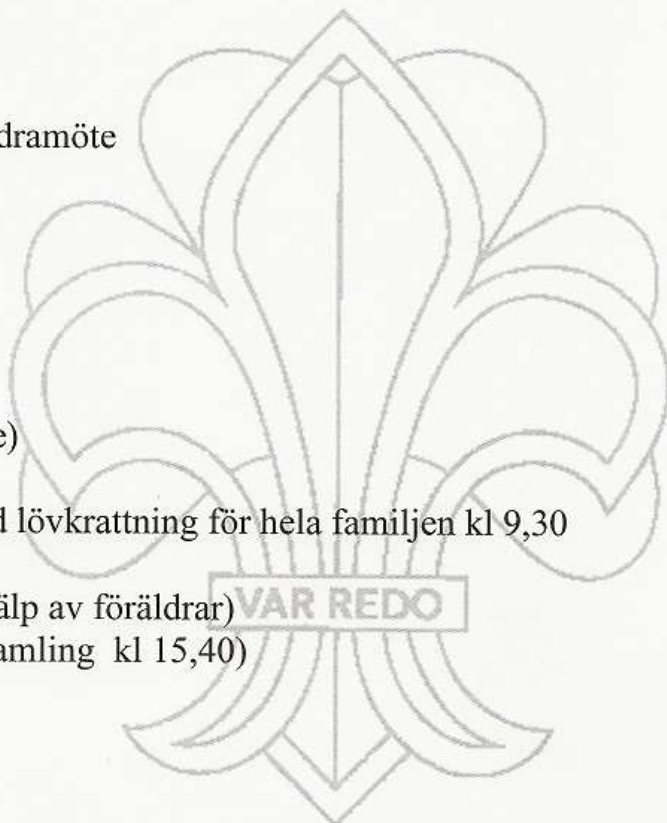 dramöte
e)
d lövkrattning för hela familjen kl 9,30
älp av föräldrar)
VAR REDO
amling kl 15,40)